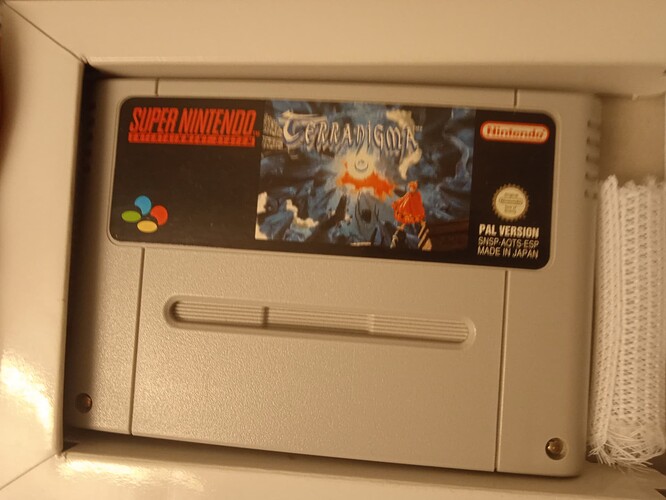 SUPER NINTENDO
ENTERTAINMENT SYSTEM
TERRADIGMA
Nintendo
PAL VERSION
SNSP-AQTS-ESP
MADE IN JAPAN